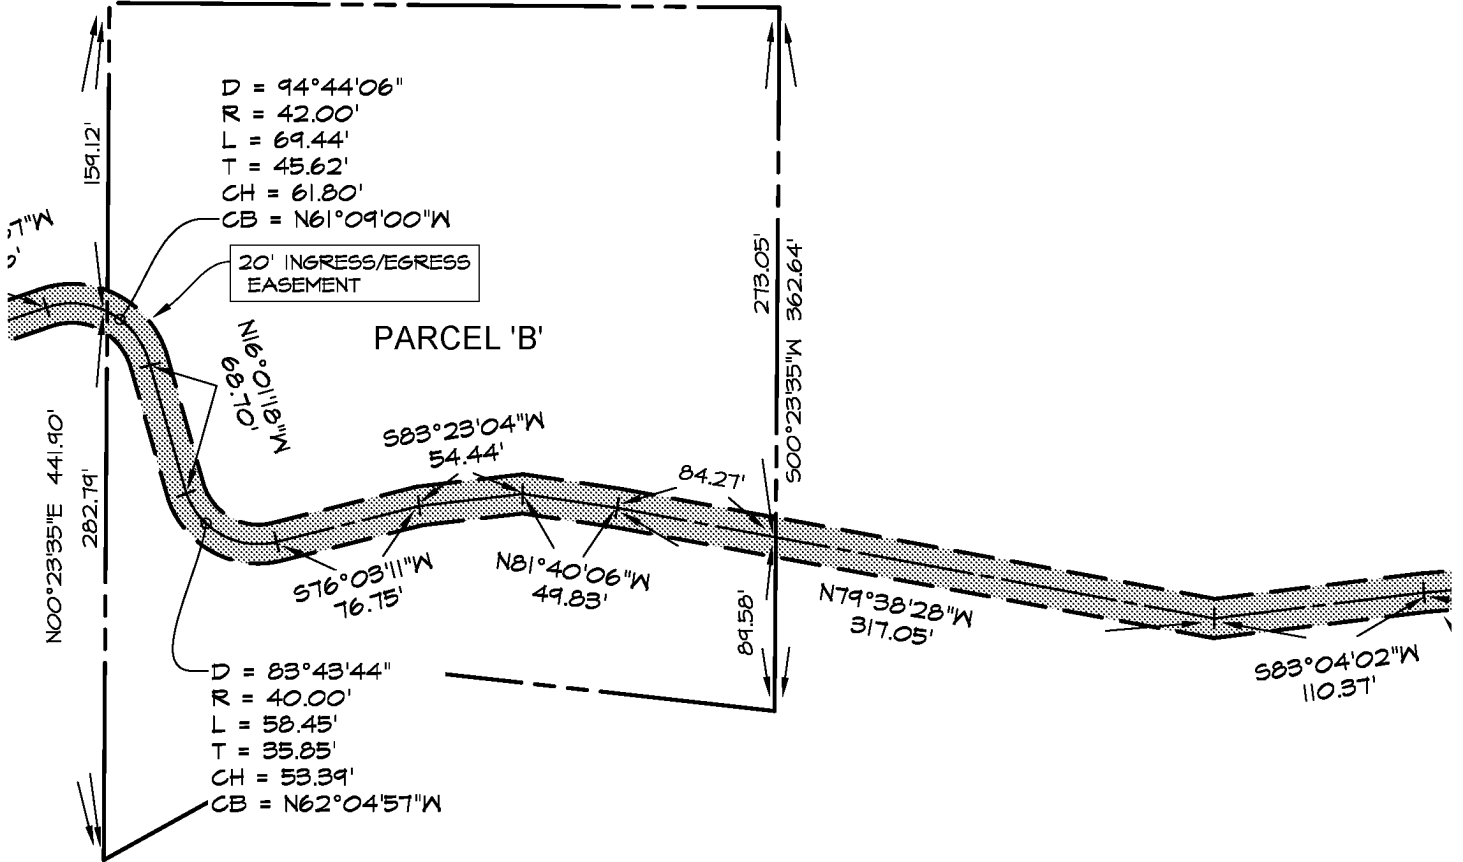 D = 94°44'06"
R = 42.00'
L = 69.44'
T = 45.62'
CH = 61.80'
CB = N61°09'00"W
159.12'
7"W
20' INGRESS/EGRESS
EASEMENT
PARCEL 'B'
N16°01'18"W
68.70'
273.05'
S00°23'35"W 362.64'
N00°23'35"E 441.90'
282.79'
S83°23'04"W
54.44'
84.27'
S76°03'11"W
76.75'
N81°40'06"W
49.83'
89.58'
N79°38'28"W
317.05'
S83°04'02"W
110.37'
D = 83°43'44"
R = 40.00'
L = 58.45'
T = 35.85'
CH = 53.39'
CB = N62°04'57"W